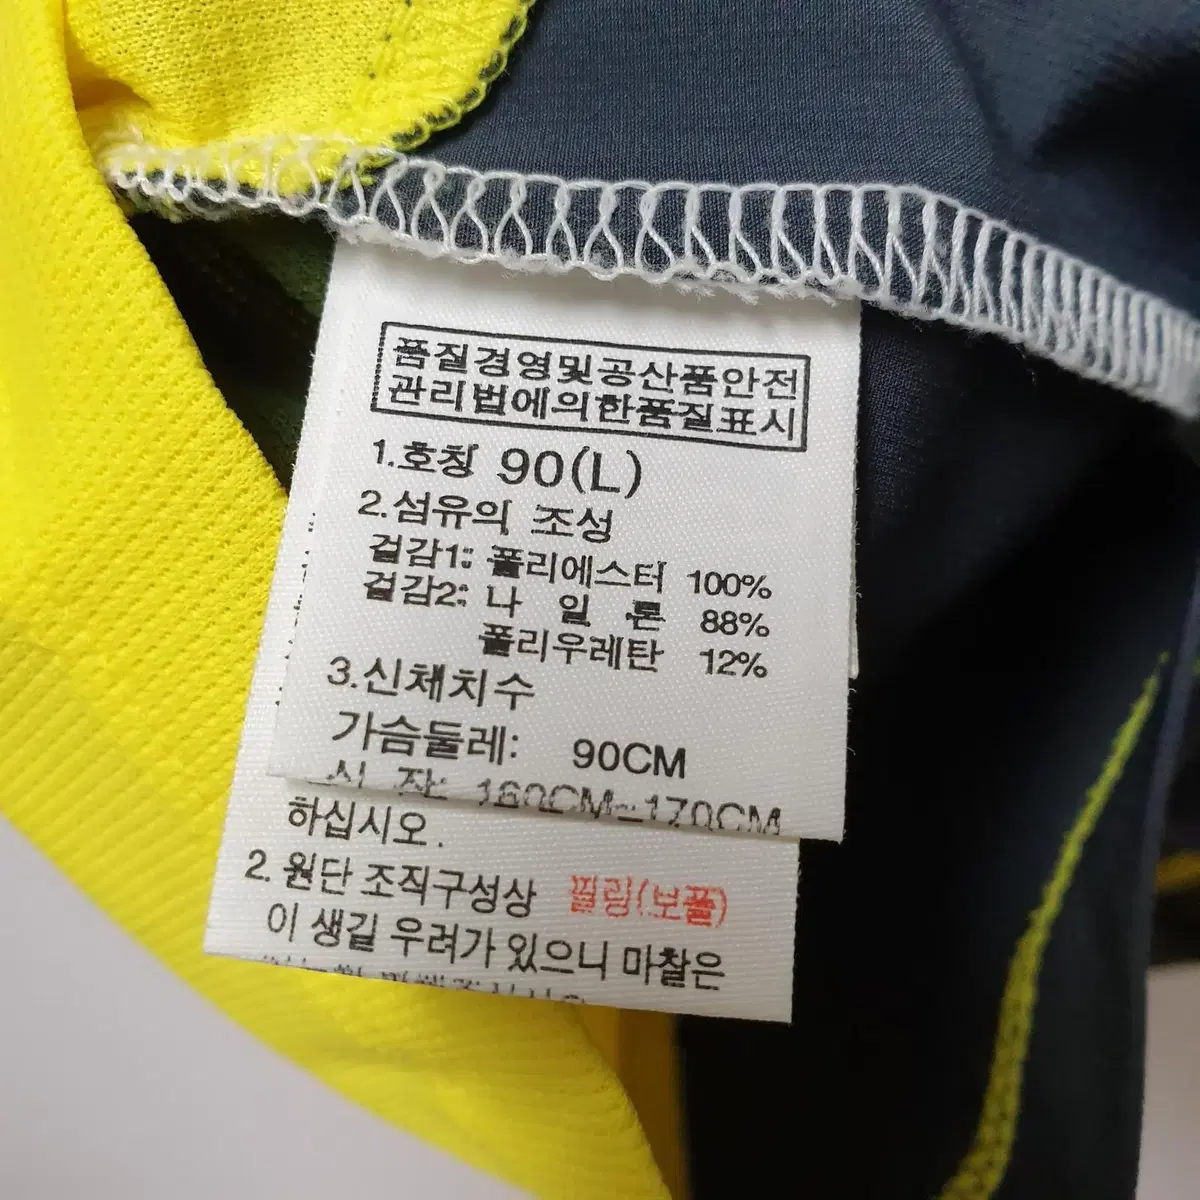 품질경영및공산품안전
관리법에의한품질표시
1.호칭 90(L)
2.섬유의 조성
겉감1: 폴리에스터 100%
겉감2: 나 일 론 88%
폴리우레탄 12%
3.신체치수
가슴둘레: 90CM
신 장: 160CM~170CM
하십시오.
2. 원단 조직구성상 필링(보풀)
이 생길 우려가 있으니 마찰은